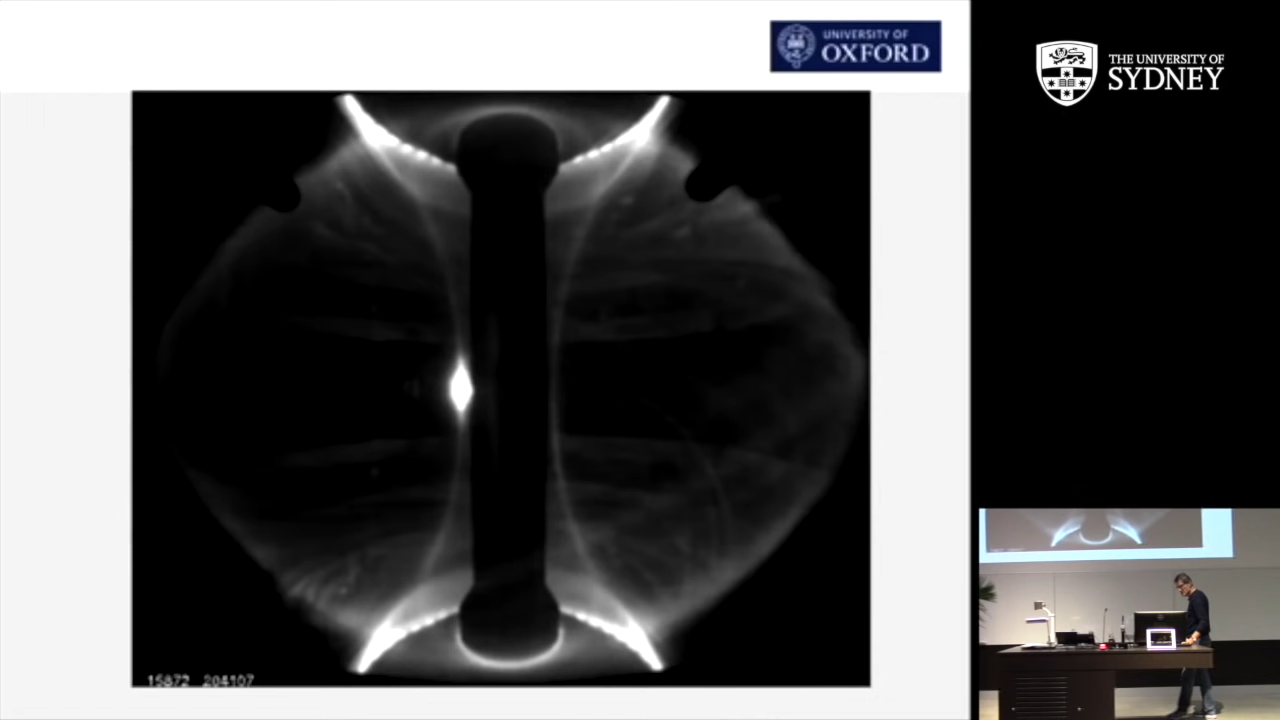 UNIVERSITY OF
OXFORD
THE UNIVERSITY OF
SYDNEY
15872 204107